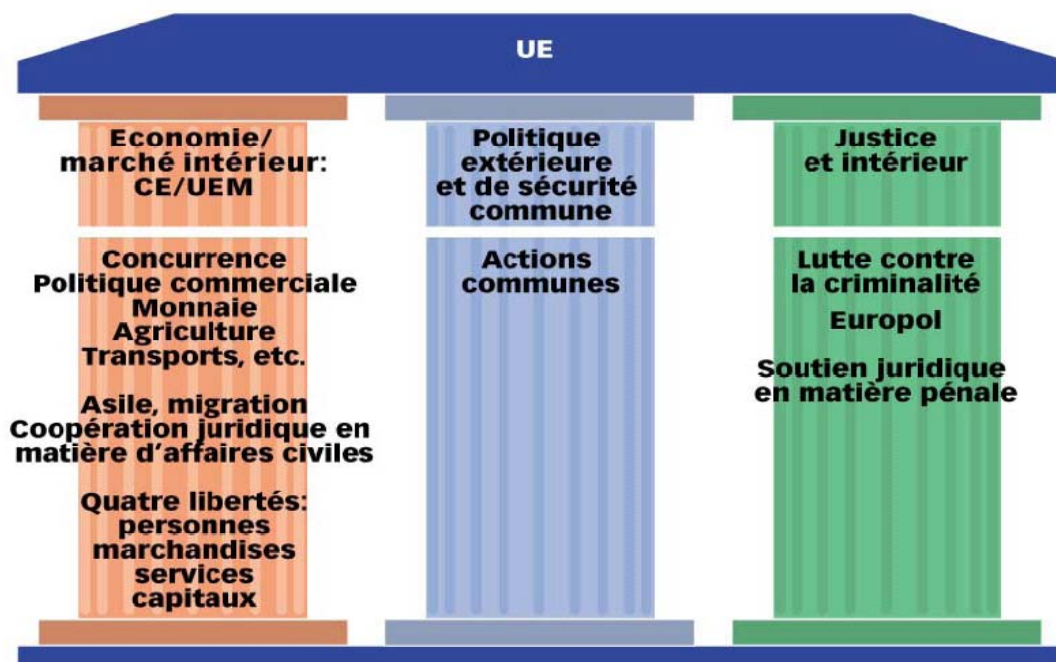 UE
Economie/
marché intérieur:
CE/UEM
Concurrence
Politique commerciale
Monnaie
Agriculture
Transports, etc.
Asile, migration
Coopération juridique en
matière d'affaires civiles
Quatre libertés:
personnes
marchandises
services
capitaux
Politique
extérieure
et de sécurité
commune
Actions
communes
Justice
et intérieur
Lutte contre
la criminalité
Europol
Soutien juridique
en matière pénale